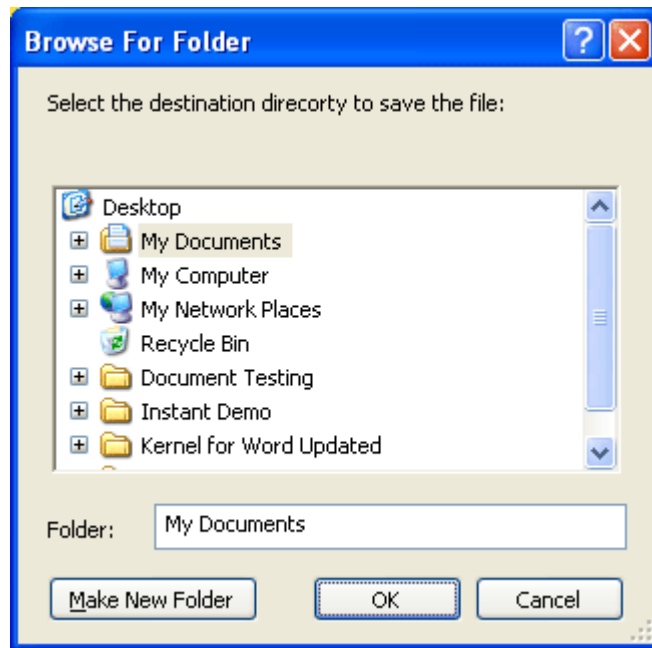 Browse For Folder
Select the destination direcorty to save the file:
Desktop
My Documents
My Computer
My Network Places
Recycle Bin
Document Testing
Instant Demo
Kernel for Word Updated
Folder: My Documents
Make New Folder OK Cancel